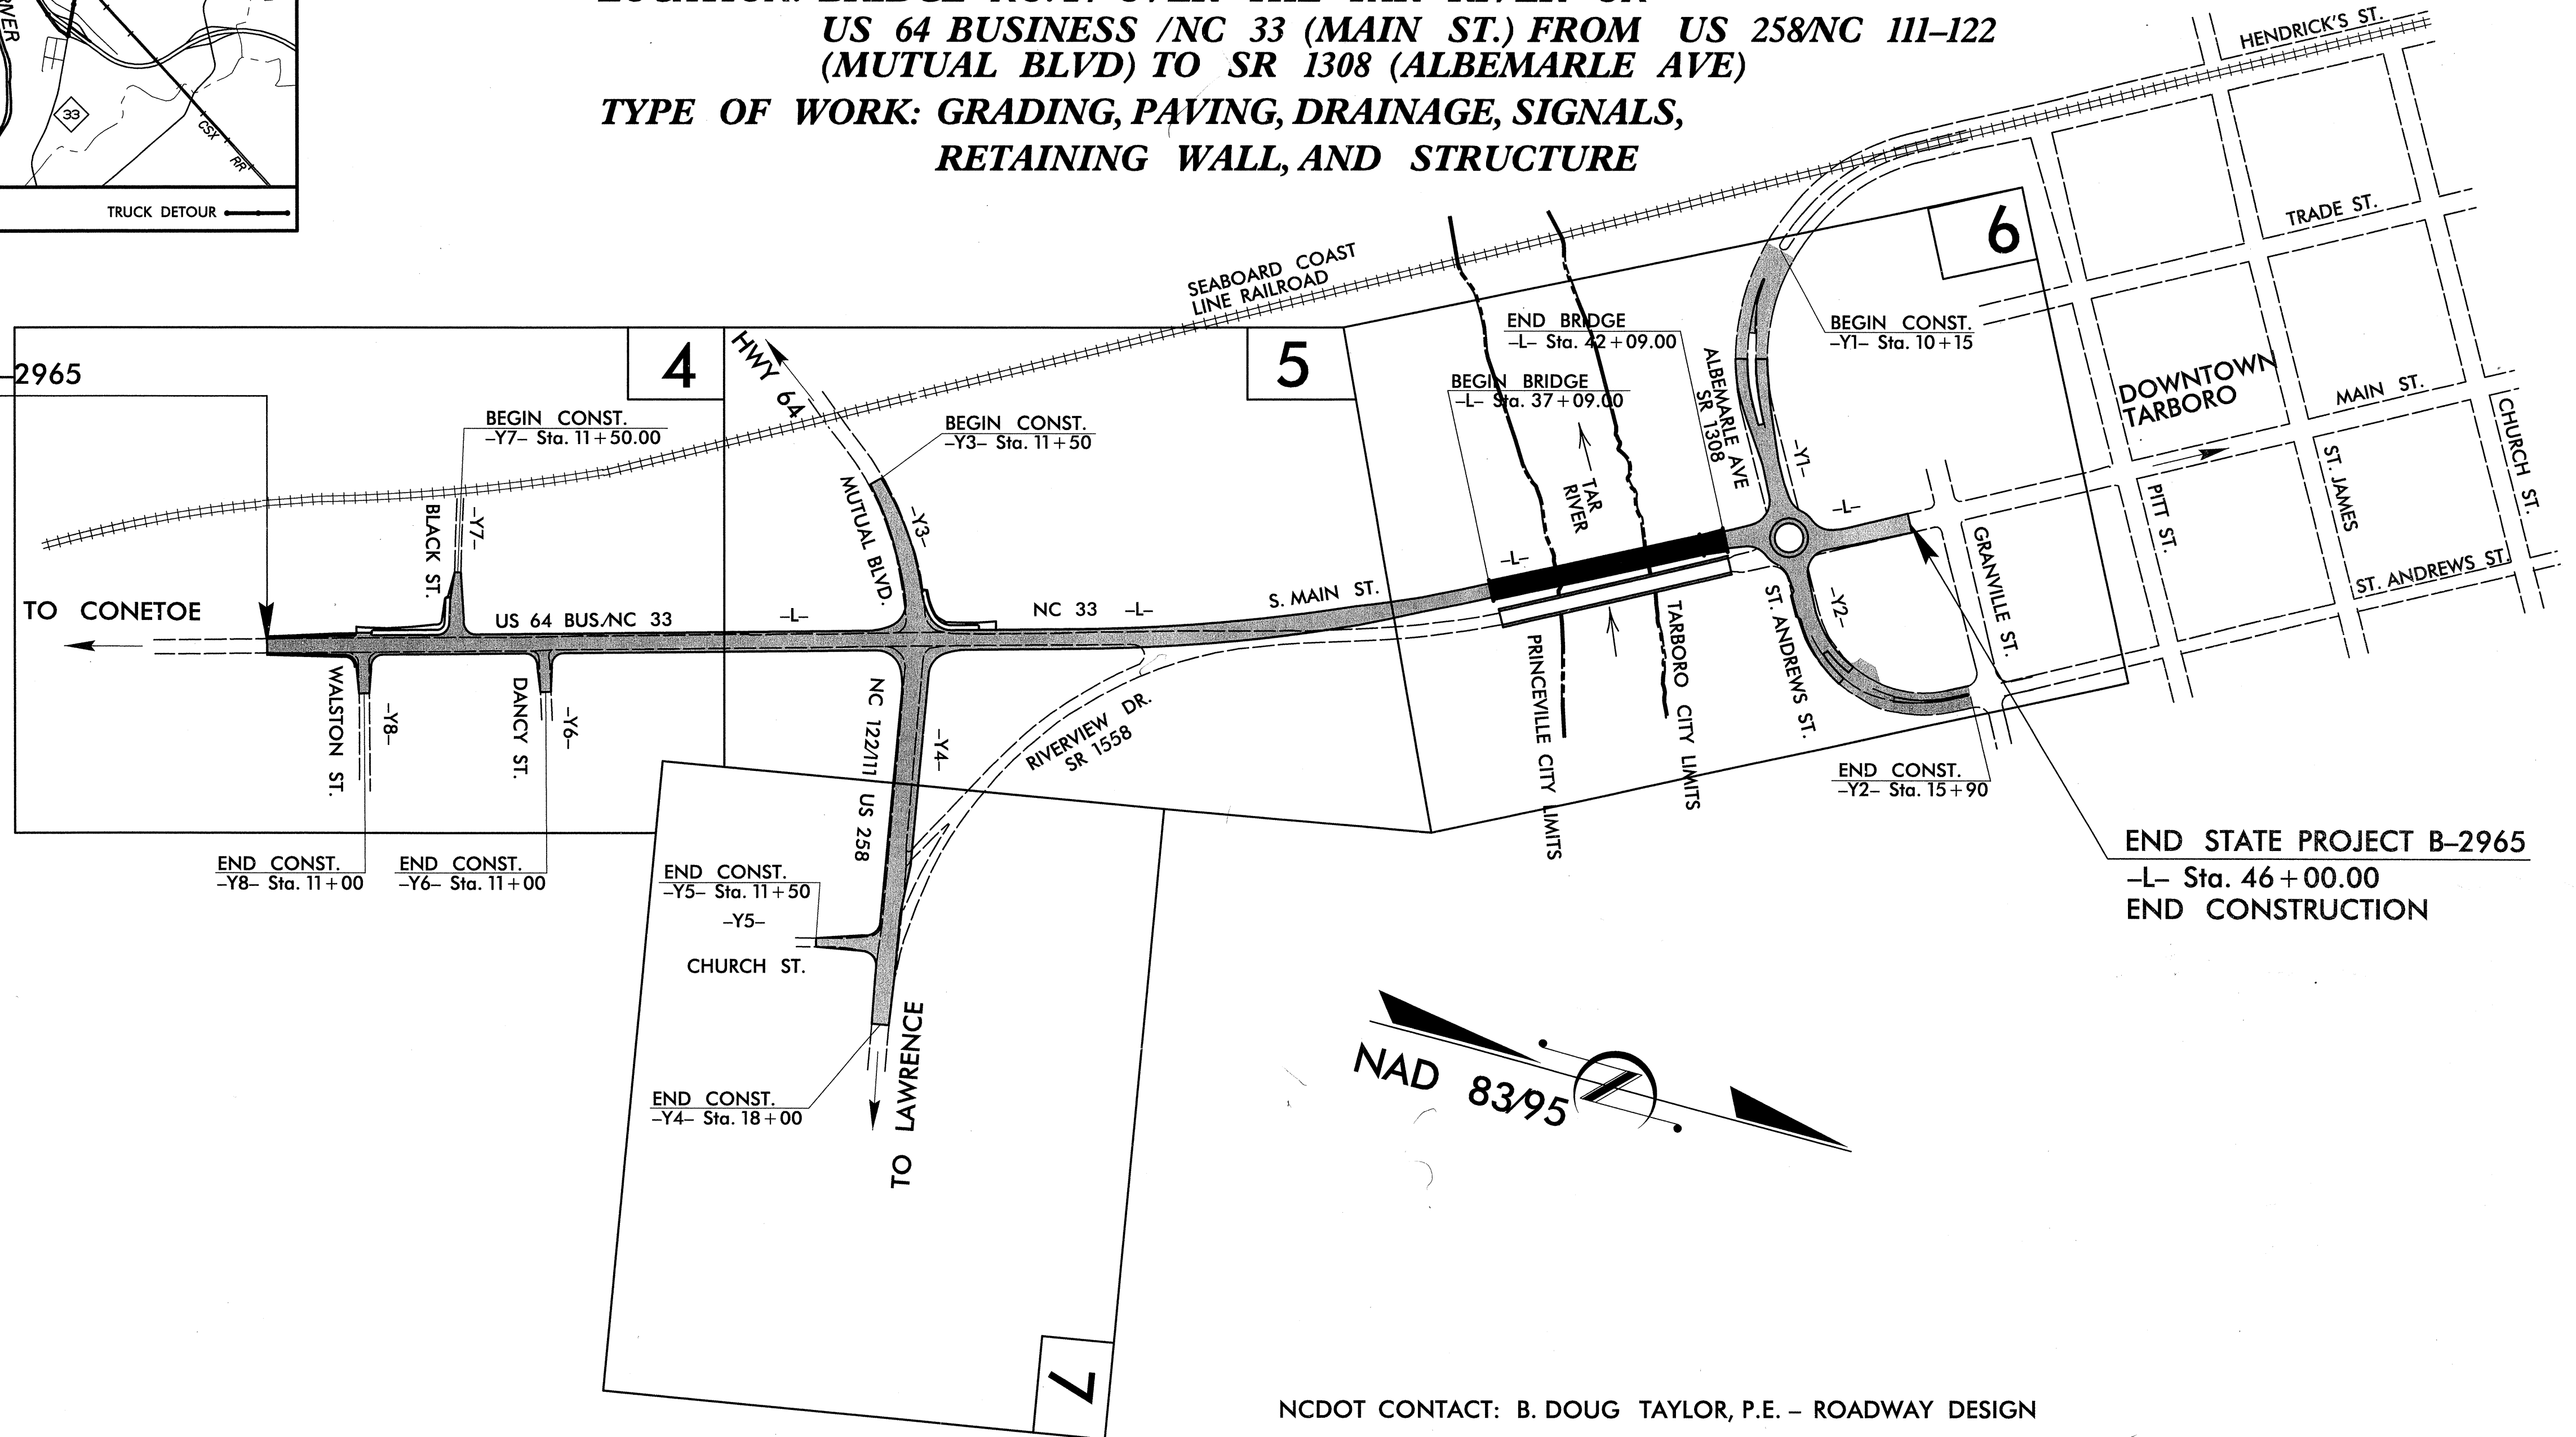 US 64 BUSINESS /NC 33 (MAIN ST.) FROM US 258/NC 111–122
(MUTUAL BLVD) TO SR 1308 (ALBEMARLE AVE)
TYPE OF WORK: GRADING, PAVING, DRAINAGE, SIGNALS,
RETAINING WALL, AND STRUCTURE
33
CSX RR
TRUCK DETOUR
HENDRICK'S ST.
TRADE ST.
MAIN ST.
CHURCH ST.
ST. JAMES
ST. ANDREWS ST.
PITT ST.
GRANVILLE ST.
DOWNTOWN
TARBORO
SEABOARD COAST
LINE RAILROAD
4
5
6
7
–2965
HWY 64
BEGIN CONST.
–Y7– Sta. 11+50.00
BEGIN CONST.
–Y3– Sta. 11+50
END BRIDGE
–L– Sta. 42+09.00
BEGIN BRIDGE
–L– Sta. 37+09.00
BEGIN CONST.
–Y1– Sta. 10+15
ALBEMARLE AVE
SR 1308
–Y1–
TAR
RIVER
–L–
–L–
BLACK ST.
–Y7–
MUTUAL BLVD.
–Y3–
TO CONETOE
US 64 BUS/NC 33
–L–
NC 33 –L–
S. MAIN ST.
WALSTON ST.
–Y8–
DANCY ST.
–Y6–
NC 122/111 US 258
–Y4–
RIVERVIEW DR.
SR 1558
PRINCEVILLE CITY LIMITS
TARBORO CITY LIMITS
ST. ANDREWS ST.
–Y2–
END CONST.
–Y2– Sta. 15+90
END CONST.
–Y8– Sta. 11+00
END CONST.
–Y6– Sta. 11+00
END CONST.
–Y5– Sta. 11+50
–Y5–
CHURCH ST.
END CONST.
–Y4– Sta. 18+00
TO LAWRENCE
END STATE PROJECT B–2965
–L– Sta. 46+00.00
END CONSTRUCTION
NAD 83/95
NCDOT CONTACT: B. DOUG TAYLOR, P.E. – ROADWAY DESIGN